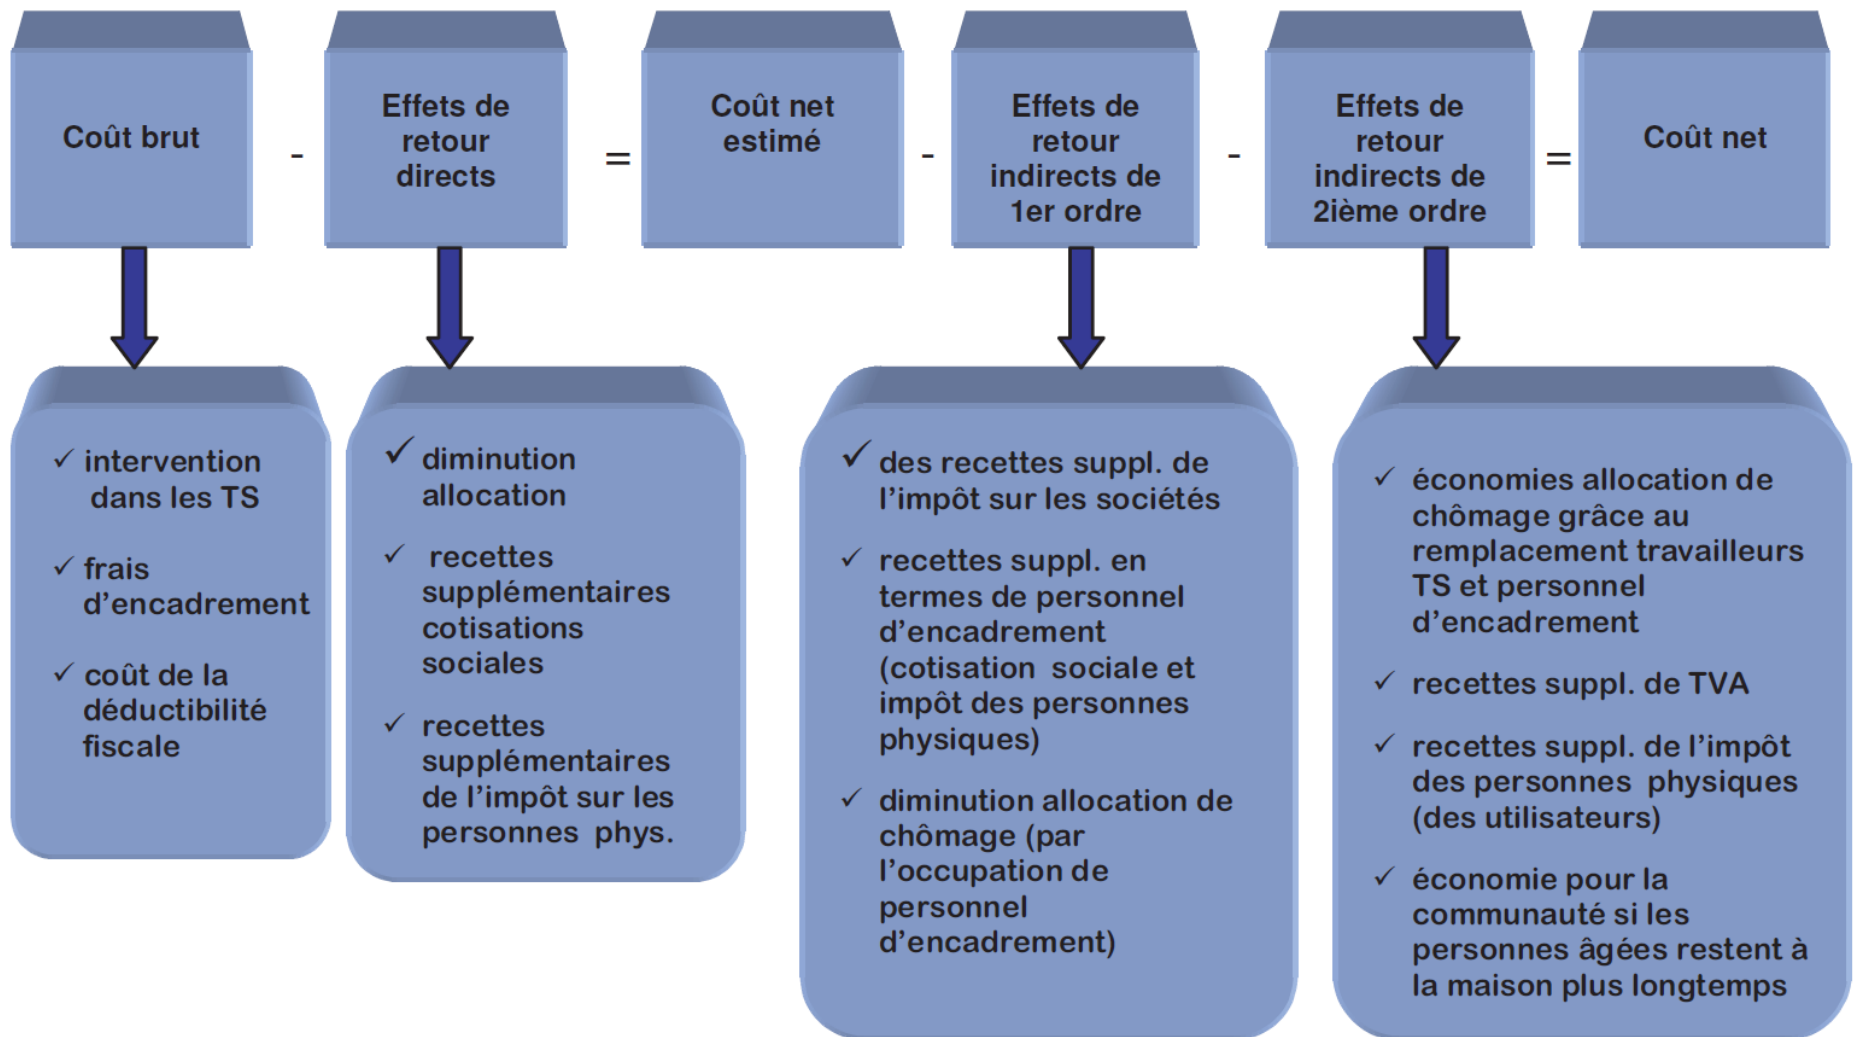 Coût brut
-
Effets de
retour
directs
=
Coût net
estimé
-
Effets de
retour
indirects de
1er ordre
-
Effets de
retour
indirects de
2ième ordre
=
Coût net
✓ intervention
dans les TS
✓ frais
d’encadrement
✓ coût de la
déductibilité
fiscale
✓ diminution
allocation
✓ recettes
supplémentaires
cotisations
sociales
✓ recettes
supplémentaires
de l’impôt sur les
personnes phys.
✓ des recettes suppl. de
l’impôt sur les sociétés
✓ recettes suppl. en
termes de personnel
d’encadrement
(cotisation sociale et
impôt des personnes
physiques)
✓ diminution allocation de
chômage (par
l’occupation de
personnel
d’encadrement)
✓ économies allocation de
chômage grâce au
remplacement travailleurs
TS et personnel
d’encadrement
✓ recettes suppl. de TVA
✓ recettes suppl. de l’impôt
des personnes physiques
(des utilisateurs)
✓ économie pour la
communauté si les
personnes âgées restent à
la maison plus longtemps